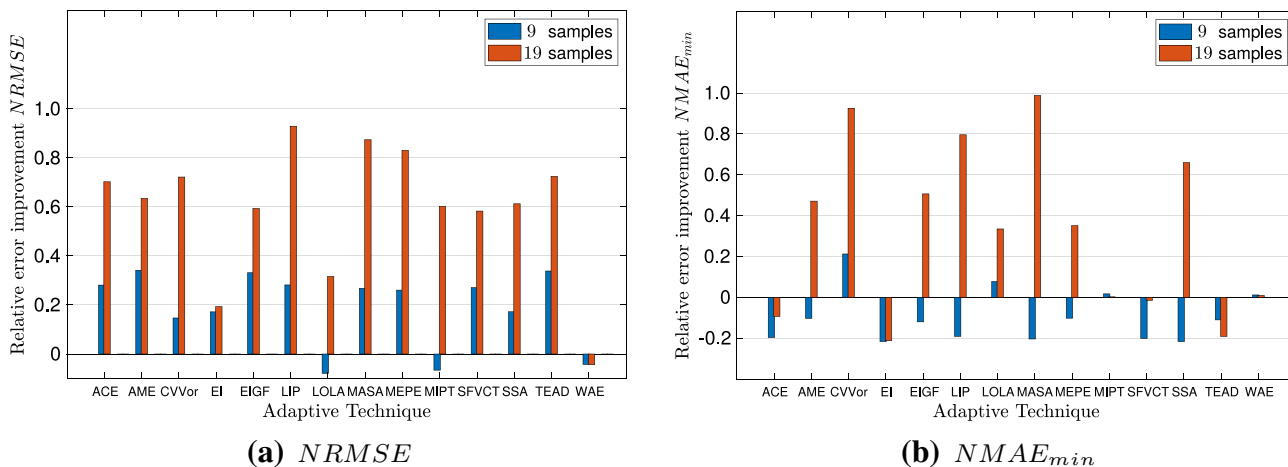 9 samples
19 samples
Relative error improvement NRMSE
1.0
0.8
0.6
0.4
0.2
0
ACE AME CVVor EI EIGF LIP LOLA MASA MEPE MIPT SFVCT SSA TEAD WAE
Adaptive Technique
(a) NRMSE
9 samples
19 samples
Relative error improvement NMAE_min
1.0
0.8
0.6
0.4
0.2
0
-0.2
ACE AME CVVor EI EIGF LIP LOLA MASA MEPE MIPT SFVCT SSA TEAD WAE
Adaptive Technique
(b) NMAE_min